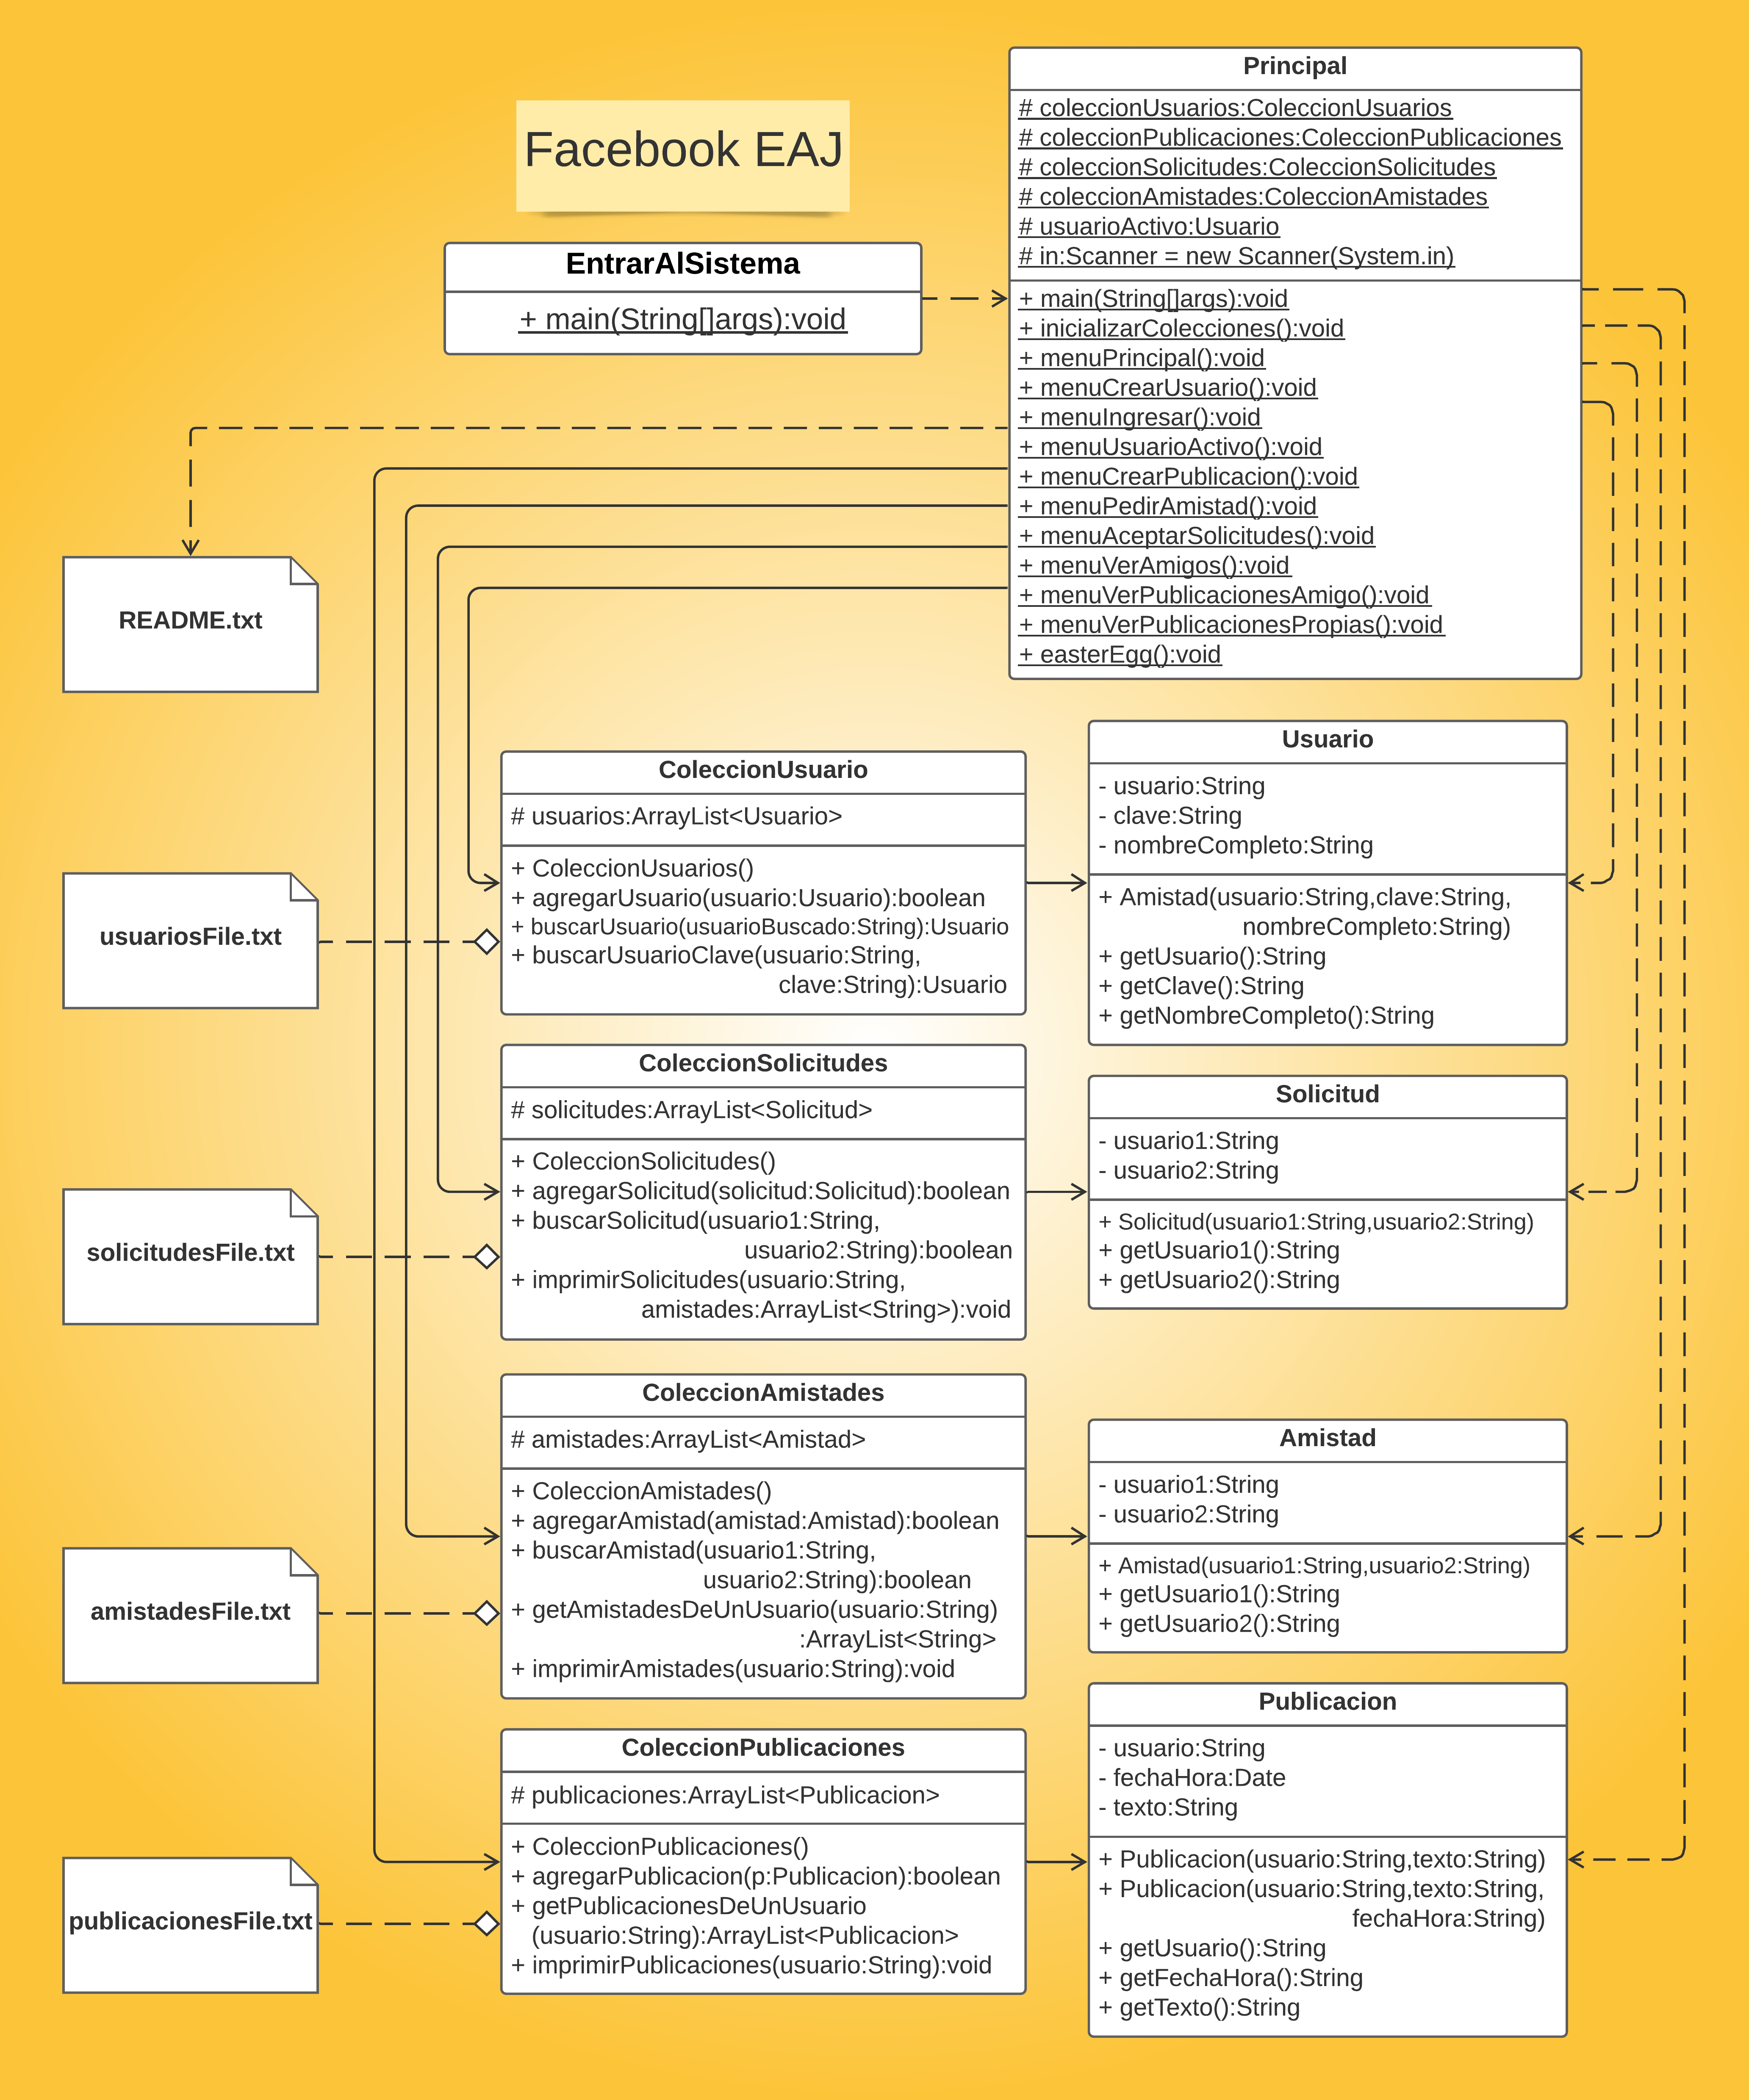 Facebook EAJ
EntrarAlSistema
+ main(String[]args):void
Principal
# coleccionUsuarios:ColeccionUsuarios
# coleccionPublicaciones:ColeccionPublicaciones
# coleccionSolicitudes:ColeccionSolicitudes
# coleccionAmistades:ColeccionAmistades
# usuarioActivo:Usuario
# in:Scanner = new Scanner(System.in)
+ main(String[]args):void
+ inicializarColecciones():void
+ menuPrincipal():void
+ menuCrearUsuario():void
+ menuIngresar():void
+ menuUsuarioActivo():void
+ menuCrearPublicacion():void
+ menuPedirAmistad():void
+ menuAceptarSolicitudes():void
+ menuVerAmigos():void
+ menuVerPublicacionesAmigo():void
+ menuVerPublicacionesPropias():void
+ easterEgg():void
README.txt
usuariosFile.txt
solicitudesFile.txt
amistadesFile.txt
publicacionesFile.txt
ColeccionUsuario
# usuarios:ArrayList<Usuario>
+ ColeccionUsuarios()
+ agregarUsuario(usuario:Usuario):boolean
+ buscarUsuario(usuarioBuscado:String):Usuario
+ buscarUsuarioClave(usuario:String,
clave:String):Usuario
Usuario
- usuario:String
- clave:String
- nombreCompleto:String
+ Amistad(usuario:String,clave:String,
nombreCompleto:String)
+ getUsuario():String
+ getClave():String
+ getNombreCompleto():String
ColeccionSolicitudes
# solicitudes:ArrayList<Solicitud>
+ ColeccionSolicitudes()
+ agregarSolicitud(solicitud:Solicitud):boolean
+ buscarSolicitud(usuario1:String,
usuario2:String):boolean
+ imprimirSolicitudes(usuario:String,
amistades:ArrayList<String>):void
Solicitud
- usuario1:String
- usuario2:String
+ Solicitud(usuario1:String,usuario2:String)
+ getUsuario1():String
+ getUsuario2():String
ColeccionAmistades
# amistades:ArrayList<Amistad>
+ ColeccionAmistades()
+ agregarAmistad(amistad:Amistad):boolean
+ buscarAmistad(usuario1:String,
usuario2:String):boolean
+ getAmistadesDeUnUsuario(usuario:String)
:ArrayList<String>
+ imprimirAmistades(usuario:String):void
Amistad
- usuario1:String
- usuario2:String
+ Amistad(usuario1:String,usuario2:String)
+ getUsuario1():String
+ getUsuario2():String
ColeccionPublicaciones
# publicaciones:ArrayList<Publicacion>
+ ColeccionPublicaciones()
+ agregarPublicacion(p:Publicacion):boolean
+ getPublicacionesDeUnUsuario
(usuario:String):ArrayList<Publicacion>
+ imprimirPublicaciones(usuario:String):void
Publicacion
- usuario:String
- fechaHora:Date
- texto:String
+ Publicacion(usuario:String,texto:String)
+ Publicacion(usuario:String,texto:String,
fechaHora:String)
+ getUsuario():String
+ getFechaHora():String
+ getTexto():String